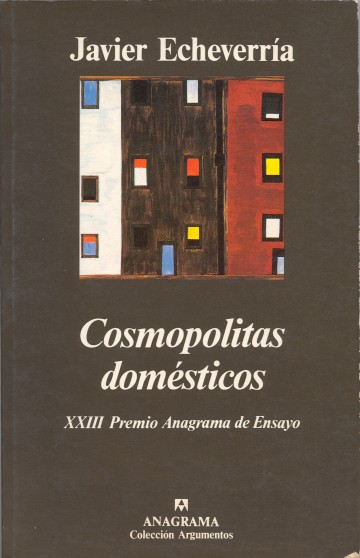 Javier Echeverría
Cosmopolitas
domésticos
XXIII Premio Anagrama de Ensayo
ANAGRAMA
Colección Argumentos